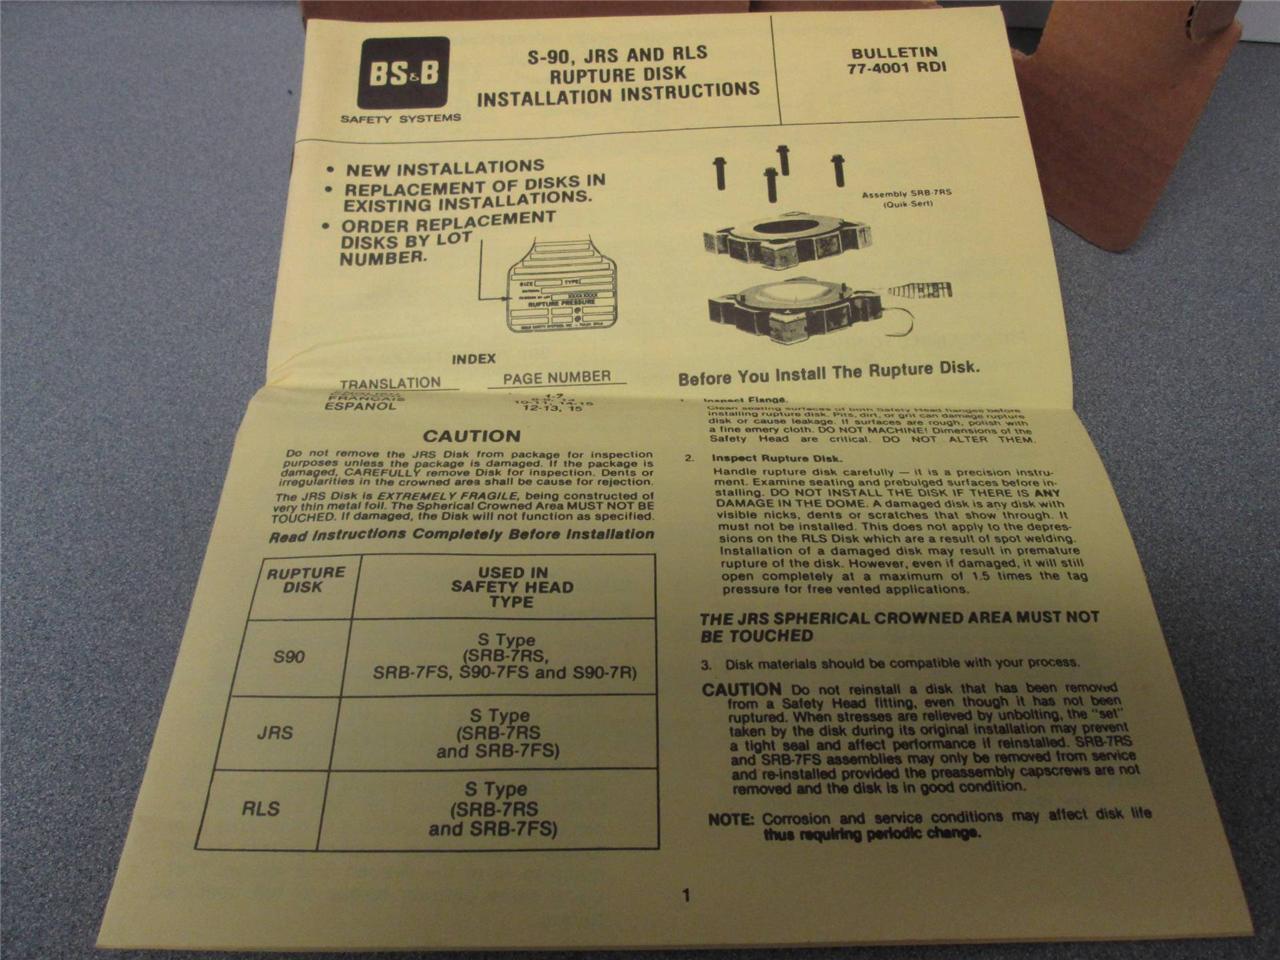 BS&B
SAFETY SYSTEMS
S-90, JRS AND RLS
RUPTURE DISK
INSTALLATION INSTRUCTIONS
BULLETIN
77-4001 RDI
• NEW INSTALLATIONS
• REPLACEMENT OF DISKS IN
EXISTING INSTALLATIONS.
• ORDER REPLACEMENT
DISKS BY LOT
NUMBER.
SIZE TYPE
MATERIAL
XXXXXXXX
RUPTURE PRESSURE
Assembly SRB-7RS
(Quik-Sert)
INDEX
TRANSLATION PAGE NUMBER
1-7
FRANCAIS
ESPANOL 12-13, 15
CAUTION
Do not remove the JRS Disk from package for inspection
purposes unless the package is damaged. If the package is
damaged, CAREFULLY remove Disk for inspection. Dents or
irregularities in the crowned area shall be cause for rejection.
The JRS Disk is EXTREMELY FRAGILE, being constructed of
very thin metal foil. The Spherical Crowned Area MUST NOT BE
TOUCHED. If damaged, the Disk will not function as specified.
Read Instructions Completely Before Installation
RUPTURE
DISK
USED IN
SAFETY HEAD
TYPE
S90
S Type
(SRB-7RS,
SRB-7FS, S90-7FS and S90-7R)
JRS
S Type
(SRB-7RS
and SRB-7FS)
RLS
S Type
(SRB-7RS
and SRB-7FS)
Before You Install The Rupture Disk.
1. Inspect Flange.
Clean seating surfaces of both Safety Head flanges before
installing rupture disk. Pits, dirt, or grit can damage rupture
disk or cause leakage. If surfaces are rough, polish with
a fine emery cloth. DO NOT MACHINE! Dimensions of the
Safety Head are critical. DO NOT ALTER THEM.
2. Inspect Rupture Disk.
Handle rupture disk carefully — it is a precision instru-
ment. Examine seating and prebulged surfaces before in-
stalling. DO NOT INSTALL THE DISK IF THERE IS ANY
DAMAGE IN THE DOME. A damaged disk is any disk with
visible nicks, dents or scratches that show through. It
must not be installed. This does not apply to the depres-
sions on the RLS Disk which are a result of spot welding.
Installation of a damaged disk may result in premature
rupture of the disk. However, even if damaged, it will still
open completely at a maximum of 1.5 times the tag
pressure for free vented applications.
THE JRS SPHERICAL CROWNED AREA MUST NOT
BE TOUCHED
3. Disk materials should be compatible with your process.
CAUTION Do not reinstall a disk that has been removed
from a Safety Head fitting, even though it has not been
ruptured. When stresses are relieved by unbolting, the "set"
taken by the disk during its original installation may prevent
a tight seal and affect performance if reinstalled. SRB-7RS
and SRB-7FS assemblies may only be removed from service
and re-installed provided the preassembly capscrews are not
removed and the disk is in good condition.
NOTE: Corrosion and service conditions may affect disk life
thus requiring periodic change.
1